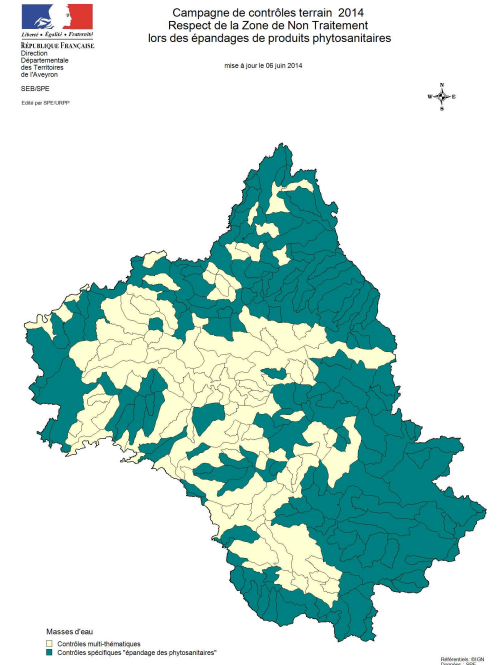 Campagne de contrôles terrain 2014
Respect de la Zone de Non Traitement
lors des épandages de produits phytosanitaires
mise à jour le 06 juin 2014
Liberté • Égalité • Fraternité
RÉPUBLIQUE FRANÇAISE
Direction
Départementale
des Territoires
de l'Aveyron
SEB/SPE
Edité par SPE/URPP
N
W E
S
Masses d'eau
Contrôles multi-thématiques
Contrôles spécifiques "épandage des phytosanitaires"
Référentiels: ©IGN
Données : SPE